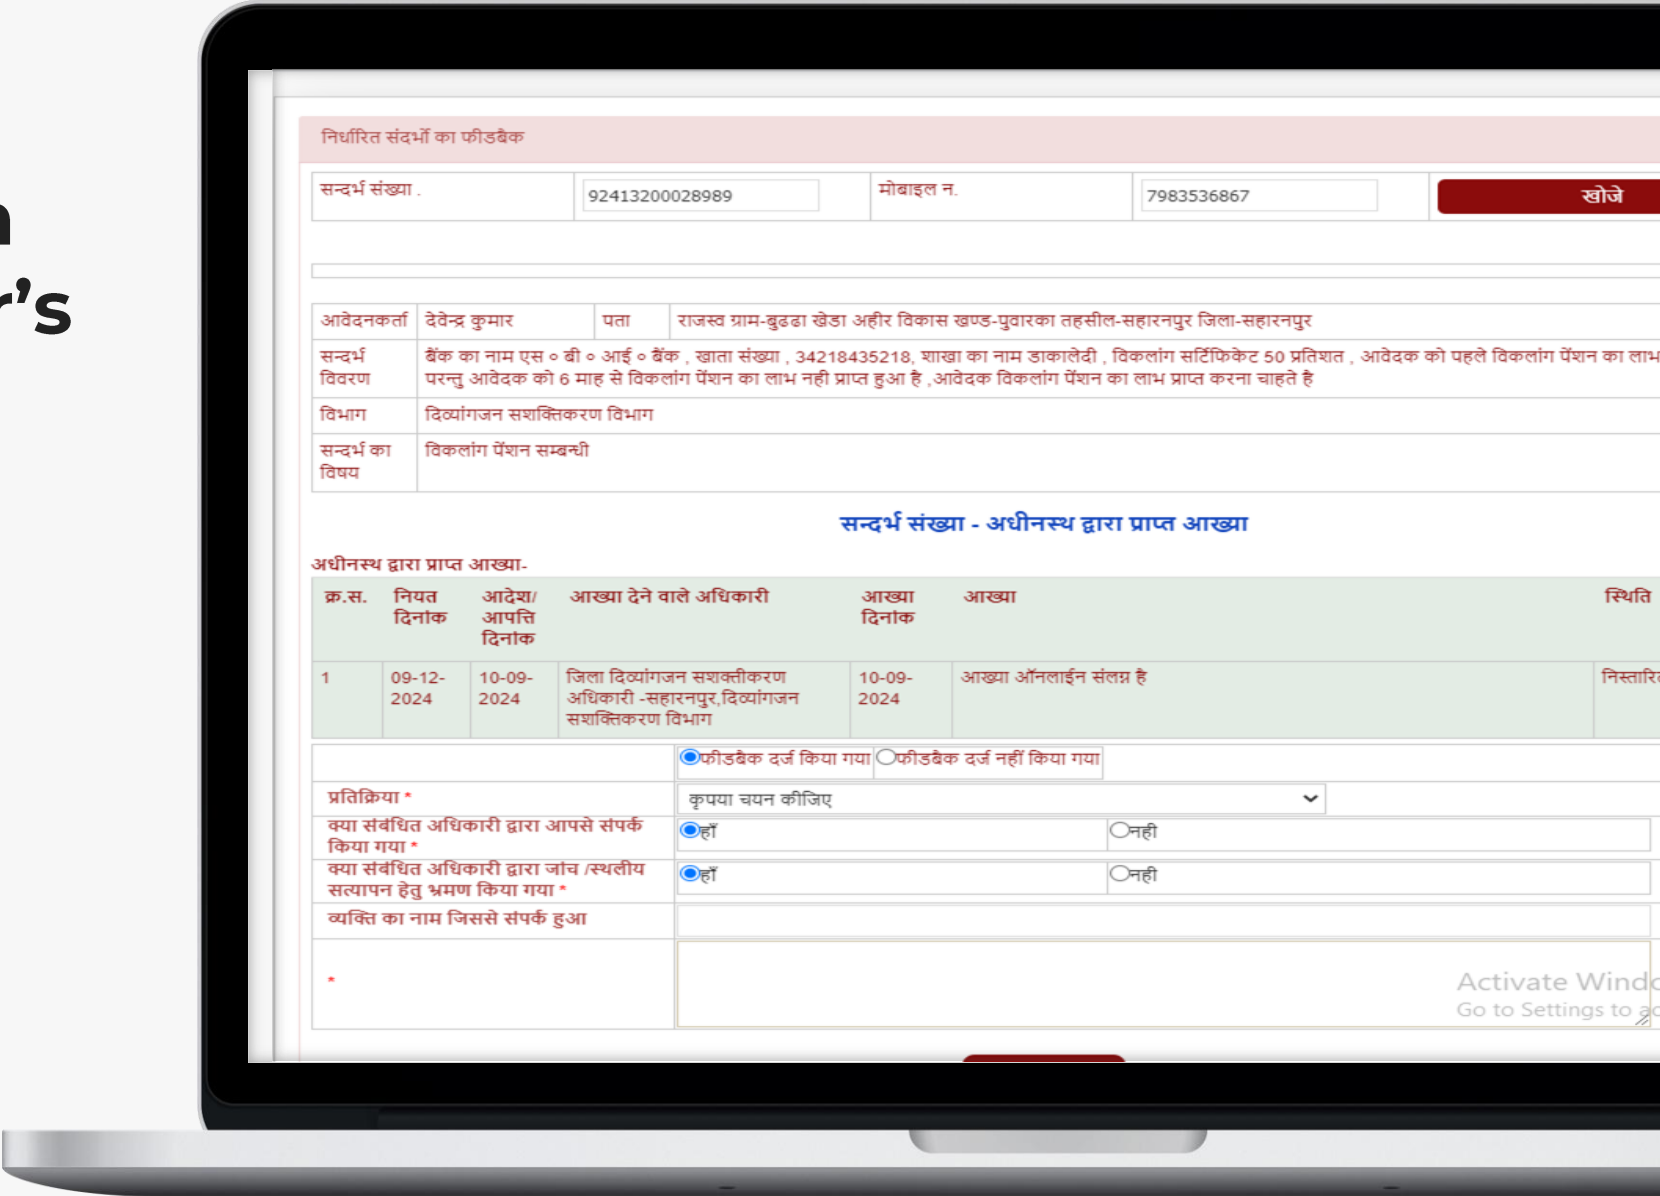 r's
निर्धारित संदर्भो का फीडबैक
सन्दर्भ संख्या . 92413200028989 मोबाइल न. 7983536867 खोजे
आवेदनकर्ता देवेन्द्र कुमार पता राजस्व ग्राम-बुढढा खेडा अहीर विकास खण्ड-पुवारका तहसील-सहारनपुर जिला-सहारनपुर
सन्दर्भ विवरण बैंक का नाम एस ० बी ० आई ० बैंक , खाता संख्या , 34218435218, शाखा का नाम डाकालेदी , विकलांग सर्टिफिकेट 50 प्रतिशत , आवेदक को पहले विकलांग पेंशन का लाभ
परन्तु आवेदक को 6 माह से विकलांग पेंशन का लाभ नही प्राप्त हुआ है ,आवेदक विकलांग पेंशन का लाभ प्राप्त करना चाहते है
विभाग दिव्यांगजन सशक्तिकरण विभाग
सन्दर्भ का विषय विकलांग पेंशन सम्बन्धी
सन्दर्भ संख्या - अधीनस्थ द्वारा प्राप्त आख्या
अधीनस्थ द्वारा प्राप्त आख्या-
क्र.स. नियत दिनांक आदेश/ आपत्ति दिनांक आख्या देने वाले अधिकारी आख्या दिनांक आख्या स्थिति
1 09-12-2024 10-09-2024 जिला दिव्यांगजन सशक्तीकरण अधिकारी -सहारनपुर,दिव्यांगजन सशक्तिकरण विभाग 10-09-2024 आख्या ऑनलाईन संलग्न है
फीडबैक दर्ज किया गया फीडबैक दर्ज नहीं किया गया
प्रतिक्रिया * कृपया चयन कीजिए
क्या संबंधित अधिकारी द्वारा आपसे संपर्क किया गया * हाँ नही
क्या संबंधित अधिकारी द्वारा जांच /स्थलीय सत्यापन हेतु भ्रमण किया गया * हाँ नही
व्यक्ति का नाम जिससे संपर्क हुआ
*
Activate
Go to Settings to